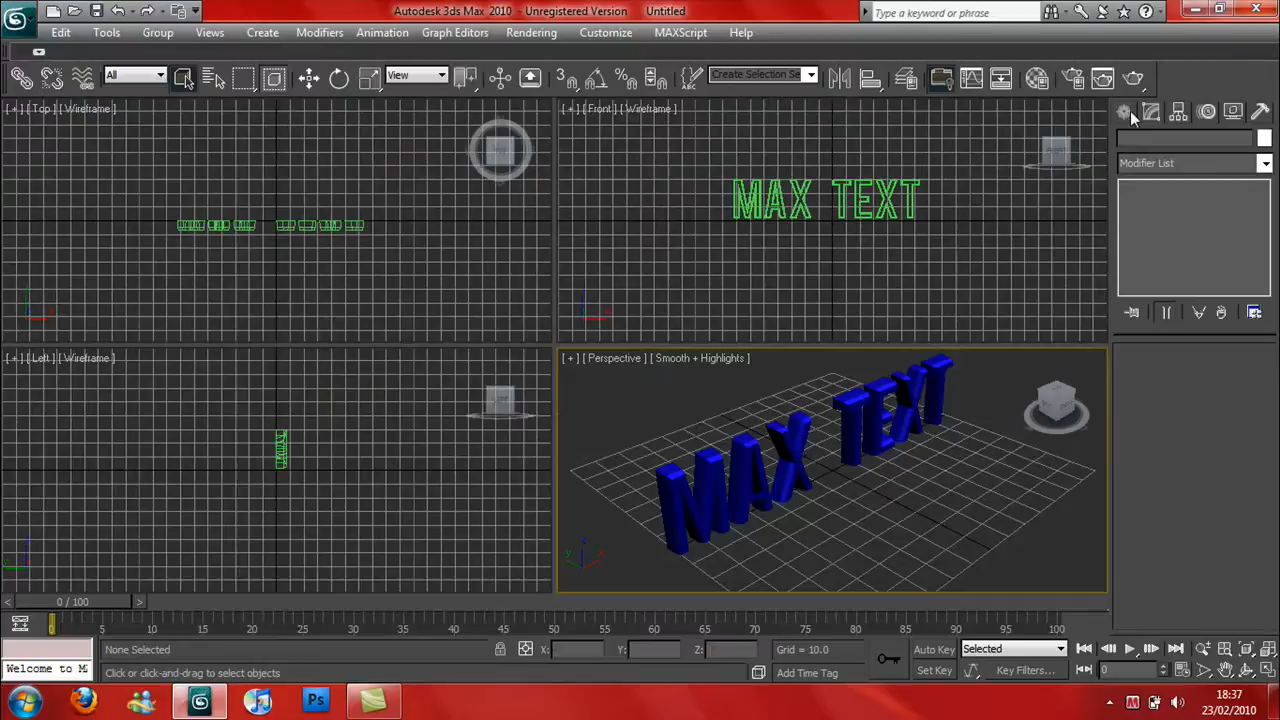 Autodesk 3ds Max 2010 - Unregistered Version Untitled
Type a keyword or phrase
Edit Tools Group Views Create Modifiers Animation Graph Editors Rendering Customize MAXScript Help
All
View
Create Selection Se
[ + ] [ Top ] [ Wireframe ]
[ + ] [ Front ] [ Wireframe ]
MAX TEXT
Modifier List
[ + ] [ Left ] [ Wireframe ]
[ + ] [ Perspective ] [ Smooth + Highlights ]
MAX TEXT
0 / 100
0 5 10 15 20 25 30 35 40 45 50 55 60 65 70 75 80 85 90 95 100
None Selected X: Y: Z: Grid = 10.0 Auto Key Selected
Welcome to M Click or click-and-drag to select objects Add Time Tag Set Key Key Filters... 0
18:37
23/02/2010